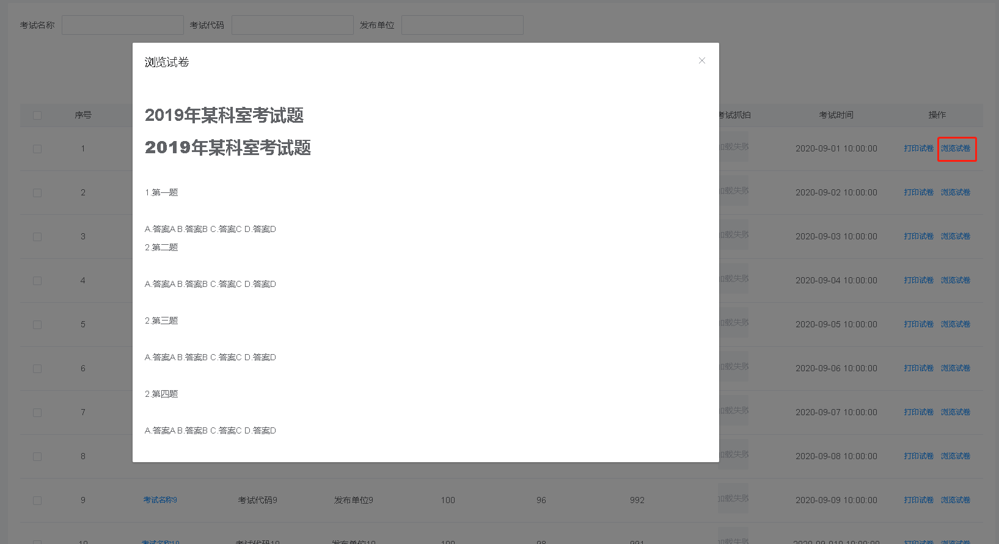 考试名称 考试代码 发布单位
浏览试卷
2019年某科室考试题
2019年某科室考试题
1.第一题
A.答案A B.答案B C.答案C D.答案D
2.第二题
A.答案A B.答案B C.答案C D.答案D
2.第三题
A.答案A B.答案B C.答案C D.答案D
2.第四题
A.答案A B.答案B C.答案C D.答案D
序号 考试抓拍 考试时间 操作
1 加载失败 2020-09-01 10:00:00 打印试卷 浏览试卷
2 加载失败 2020-09-02 10:00:00 打印试卷 浏览试卷
3 加载失败 2020-09-03 10:00:00 打印试卷 浏览试卷
4 加载失败 2020-09-04 10:00:00 打印试卷 浏览试卷
5 加载失败 2020-09-05 10:00:00 打印试卷 浏览试卷
6 加载失败 2020-09-06 10:00:00 打印试卷 浏览试卷
7 加载失败 2020-09-07 10:00:00 打印试卷 浏览试卷
8 加载失败 2020-09-08 10:00:00 打印试卷 浏览试卷
9 考试名称9 考试代码9 发布单位9 100 96 992 加载失败 2020-09-09 10:00:00 打印试卷 浏览试卷
10 考试名称10 考试代码10 发布单位10 100 98 991 加载失败 2020-09-010 10:00:00 打印试卷 浏览试卷